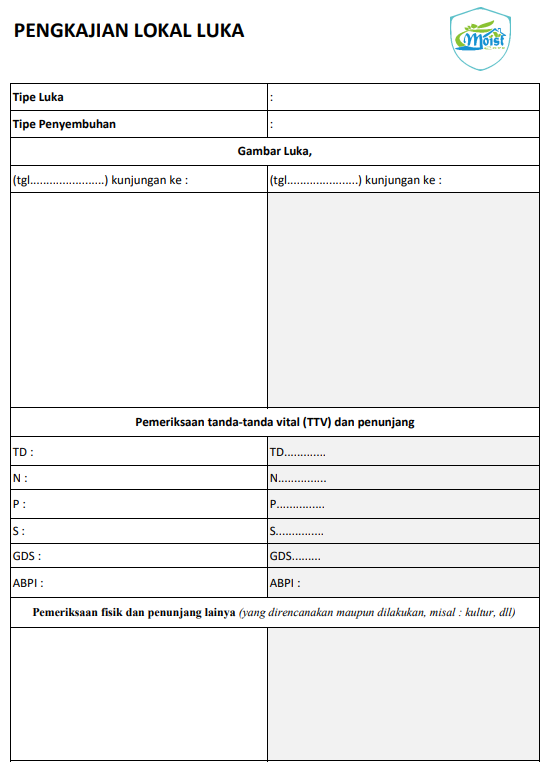 PENGKAJIAN LOKAL LUKA
Moist
Tipe Luka :
Tipe Penyembuhan :
Gambar Luka,
(tgl.......................) kunjungan ke : (tgl......................) kunjungan ke :
Pemeriksaan tanda-tanda vital (TTV) dan penunjang
TD : TD.............
N : N...............
P : P...............
S : S...............
GDS : GDS.........
ABPI : ABPI :
Pemeriksaan fisik dan penunjang lainya (yang direncanakan maupun dilakukan, misal : kultur, dll)